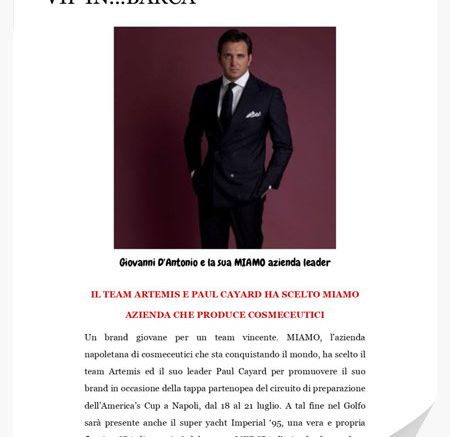 VIP IN...BARCA
Giovanni D'Antonio e la sua MIAMO azienda leader
IL TEAM ARTEMIS E PAUL CAYARD HA SCELTO MIAMO
AZIENDA CHE PRODUCE COSMECEUTICI
Un brand giovane per un team vincente. MIAMO, l'azienda
napoletana di cosmeceutici che sta conquistando il mondo, ha scelto il
team Artemis ed il suo leader Paul Cayard per promuovere il suo
brand in occasione della tappa partenopea del circuito di preparazione
dell'America's Cup a Napoli, dal 18 al 21 luglio. A tal fine nel Golfo
sarà presente anche il super yacht Imperial '95, una vera e propria